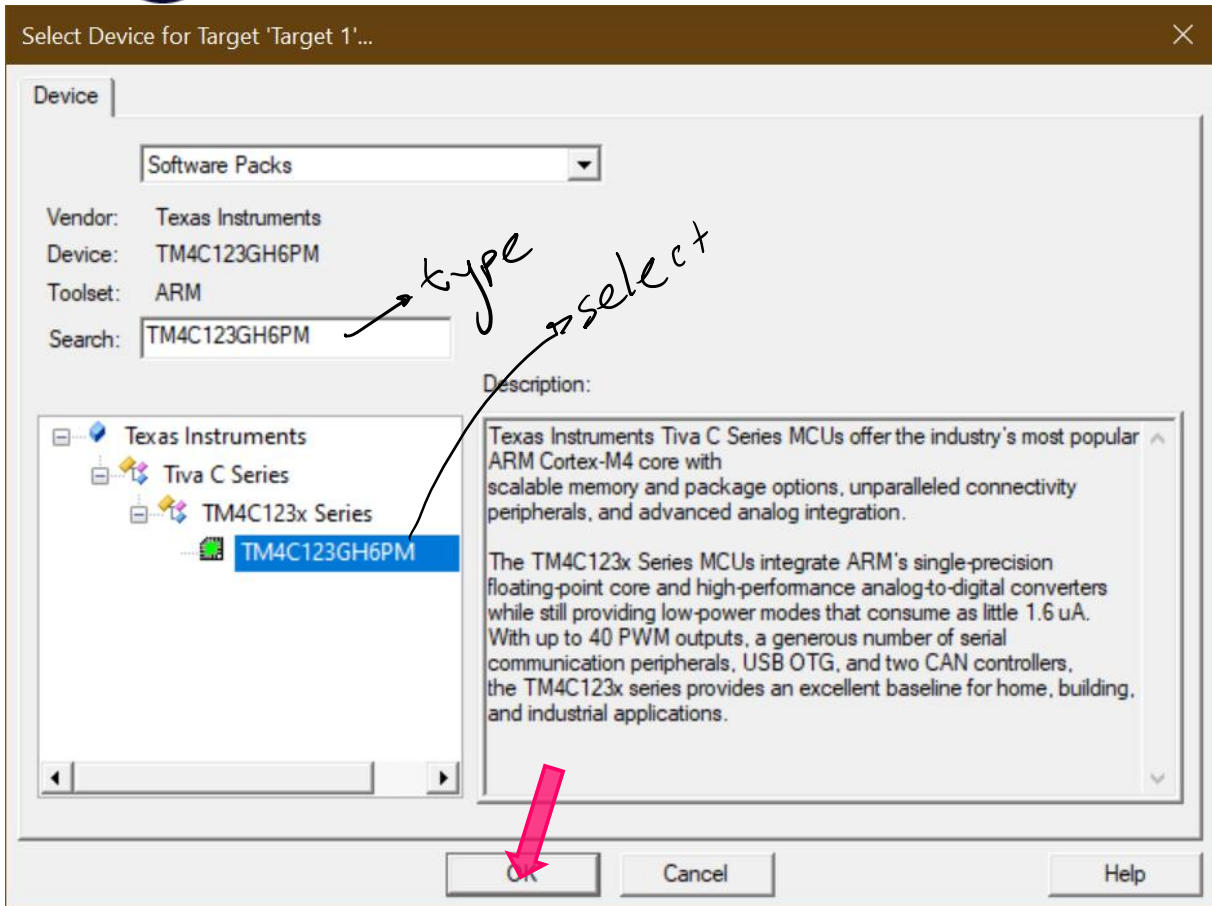 Select Device for Target 'Target 1'...
Device
Software Packs
Vendor: Texas Instruments
Device: TM4C123GH6PM
Toolset: ARM
Search: TM4C123GH6PM
type
select
Texas Instruments
Tiva C Series
TM4C123x Series
TM4C123GH6PM
Description:
Texas Instruments Tiva C Series MCUs offer the industry's most popular
ARM Cortex-M4 core with
scalable memory and package options, unparalleled connectivity
peripherals, and advanced analog integration.
The TM4C123x Series MCUs integrate ARM's single-precision
floating-point core and high-performance analog-to-digital converters
while still providing low-power modes that consume as little 1.6 uA.
With up to 40 PWM outputs, a generous number of serial
communication peripherals, USB OTG, and two CAN controllers,
the TM4C123x series provides an excellent baseline for home, building,
and industrial applications.
OK
Cancel
Help